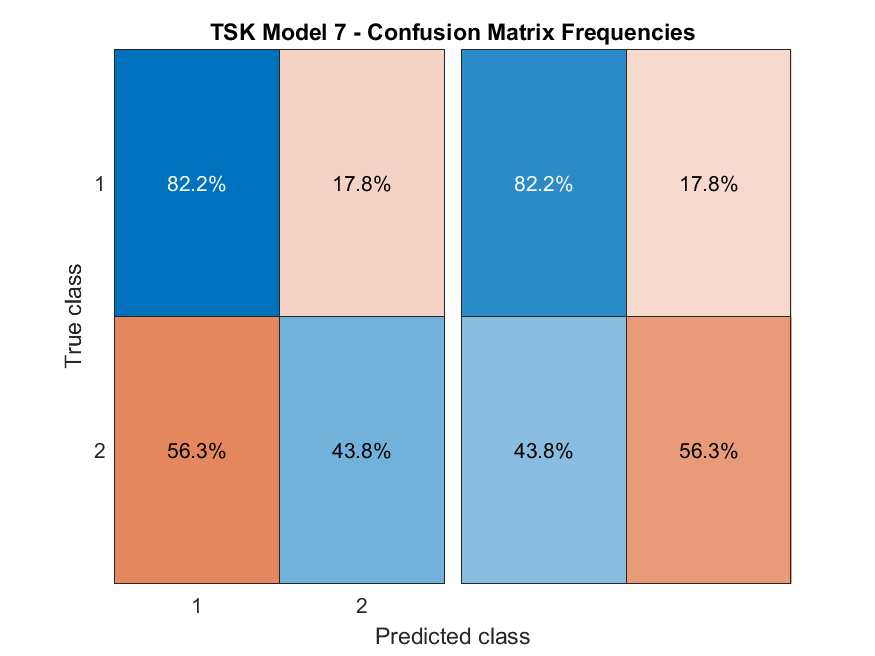 TSK Model 7 - Confusion Matrix Frequencies
1 82.2% 17.8% 82.2% 17.8%
True class
2 56.3% 43.8% 43.8% 56.3%
1 2
Predicted class